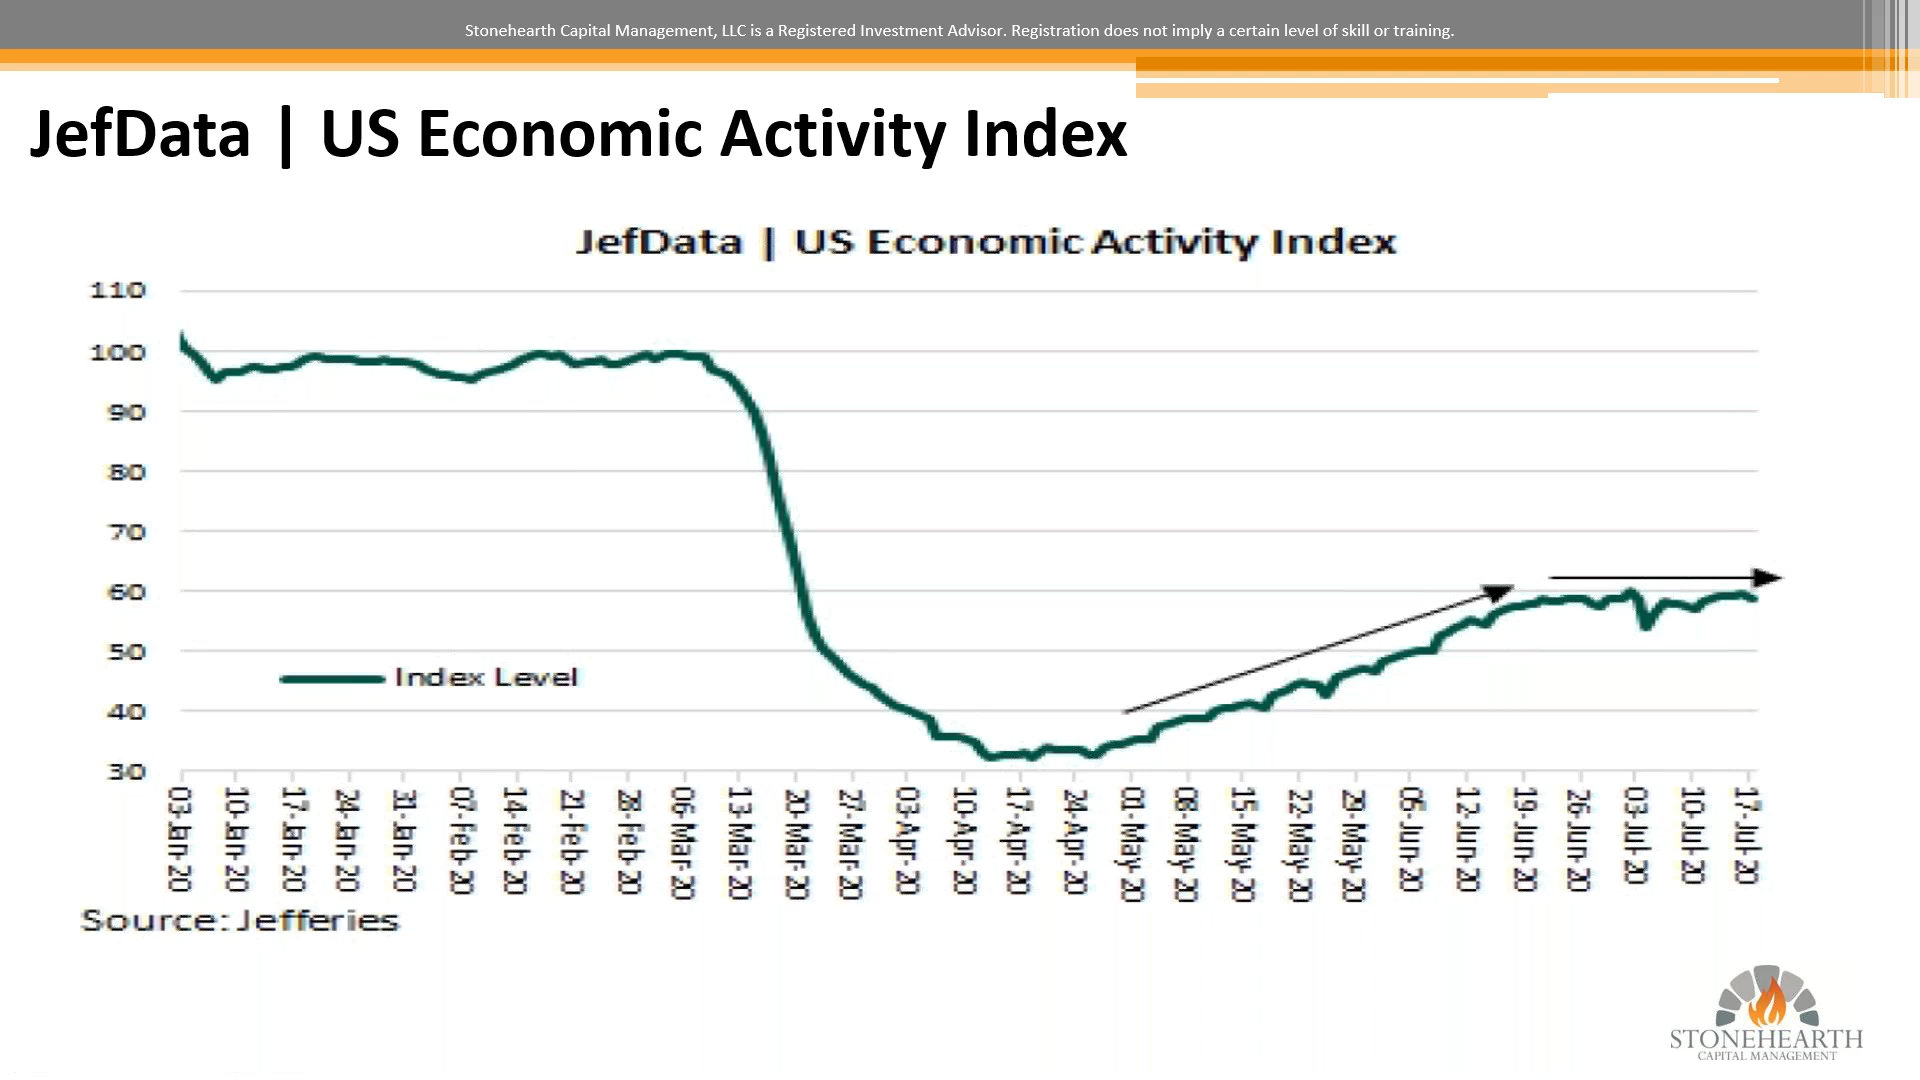 Stonehearth Capital Management, LLC is a Registered Investment Advisor. Registration does not imply a certain level of skill or training.
JefData | US Economic Activity Index
JefData | US Economic Activity Index
110
100
90
80
70
60
50
40
30
Index Level
03-Jan-20
10-Jan-20
17-Jan-20
24-Jan-20
31-Jan-20
07-Feb-20
14-Feb-20
21-Feb-20
28-Feb-20
06-Mar-20
13-Mar-20
20-Mar-20
27-Mar-20
03-Apr-20
10-Apr-20
17-Apr-20
24-Apr-20
01-May-20
08-May-20
15-May-20
22-May-20
29-May-20
05-Jun-20
12-Jun-20
19-Jun-20
26-Jun-20
03-Jul-20
10-Jul-20
17-Jul-20
Source: Jefferies
STONEHEARTH
CAPITAL MANAGEMENT